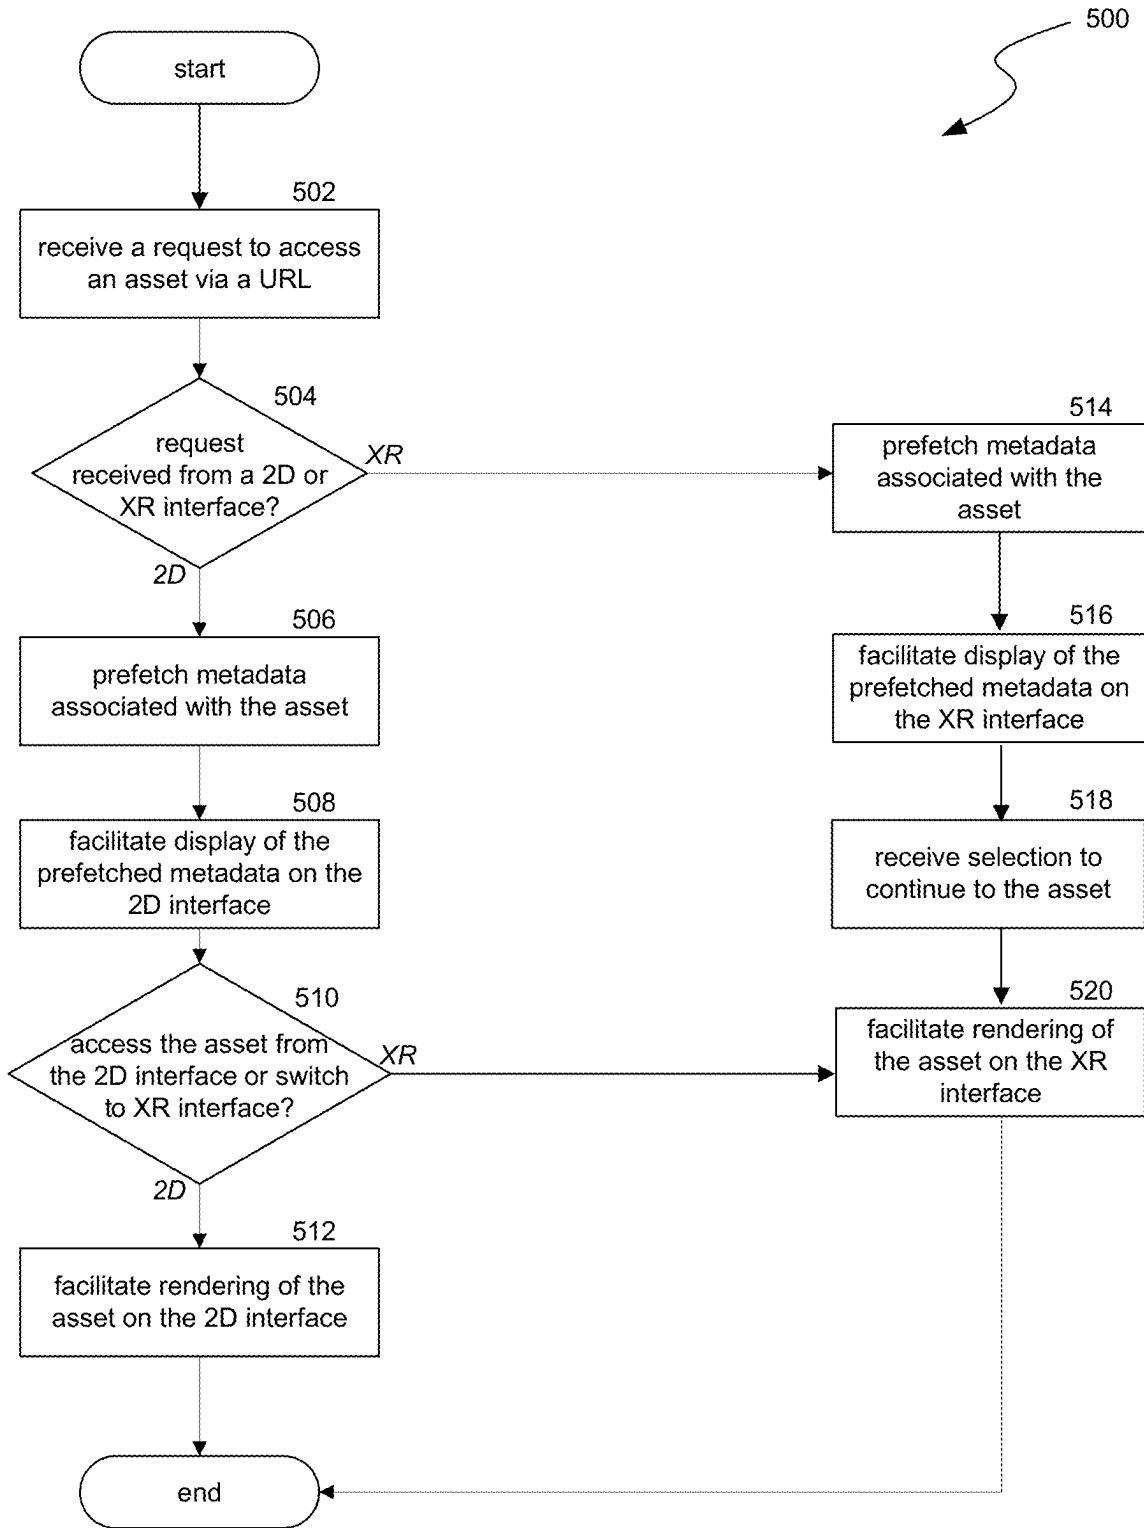 500
start
502
receive a request to access
an asset via a URL
504
request
received from a 2D or
XR interface?
XR
2D
506
prefetch metadata
associated with the asset
508
facilitate display of the
prefetched metadata on the
2D interface
510
access the asset from
the 2D interface or switch
to XR interface?
XR
2D
512
facilitate rendering of the
asset on the 2D interface
514
prefetch metadata
associated with the
asset
516
facilitate display of the
prefetched metadata on
the XR interface
518
receive selection to
continue to the asset
520
facilitate rendering of
the asset on the XR
interface
end